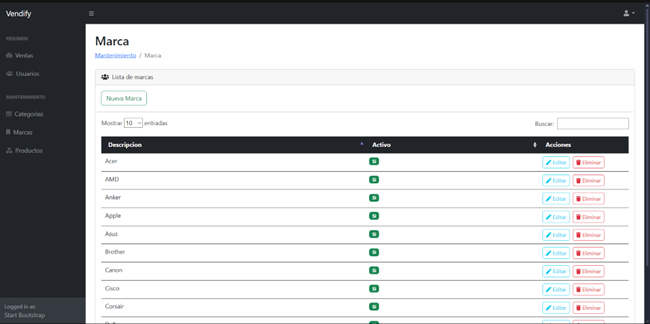 Vendify
RESUMEN
Ventas
Usuarios
MANTENIMIENTO
Categorias
Marcas
Productos
Logged in as:
Start Bootstrap
Marca
Mantenimiento / Marca
Lista de marcas
Nueva Marca
Mostrar 10 entradas
Buscar:
Descripcion Activo Acciones
Acer Si Editar Eliminar
AMD Si Editar Eliminar
Anker Si Editar Eliminar
Apple Si Editar Eliminar
Asus Si Editar Eliminar
Brother Si Editar Eliminar
Canon Si Editar Eliminar
Cisco Si Editar Eliminar
Corsair Si Editar Eliminar